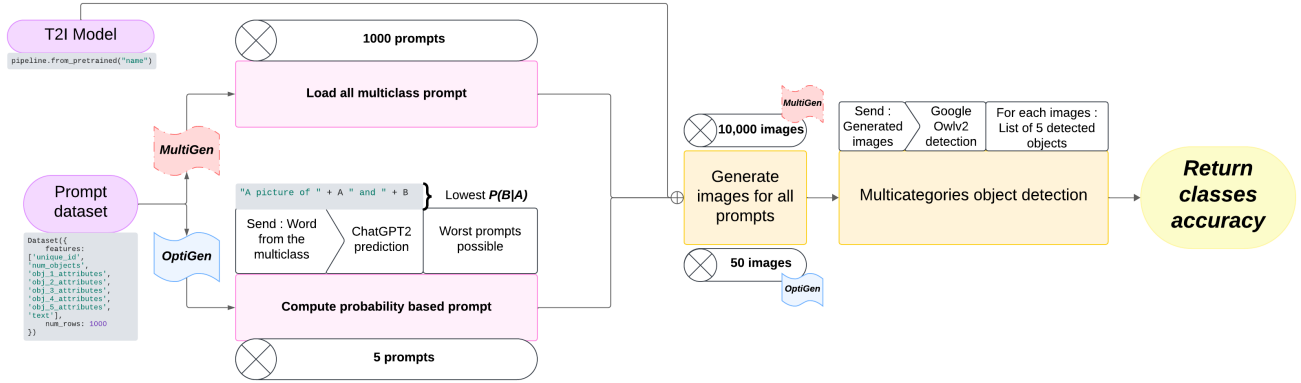 T2I Model
pipeline.from_pretrained("name")
1000 prompts
Load all multiclass prompt
MultiGen
Prompt
dataset
Dataset({
features:
['unique_id',
'num_objects',
'obj_1_attributes',
'obj_2_attributes',
'obj_3_attributes',
'obj_4_attributes',
'obj_5_attributes',
'text'],
num_rows: 1000
})
OptiGen
"A picture of " + A " and " + B
}
Lowest P(B|A)
Send : Word
from the
multiclass
ChatGPT2
prediction
Worst prompts
possible
Compute probability based prompt
5 prompts
MultiGen
10,000 images
Generate
images for all
prompts
50 images
OptiGen
Send :
Generated
images
Google
Owlv2
detection
For each images :
List of 5 detected
objects
Multicategories object detection
Return
classes
accuracy